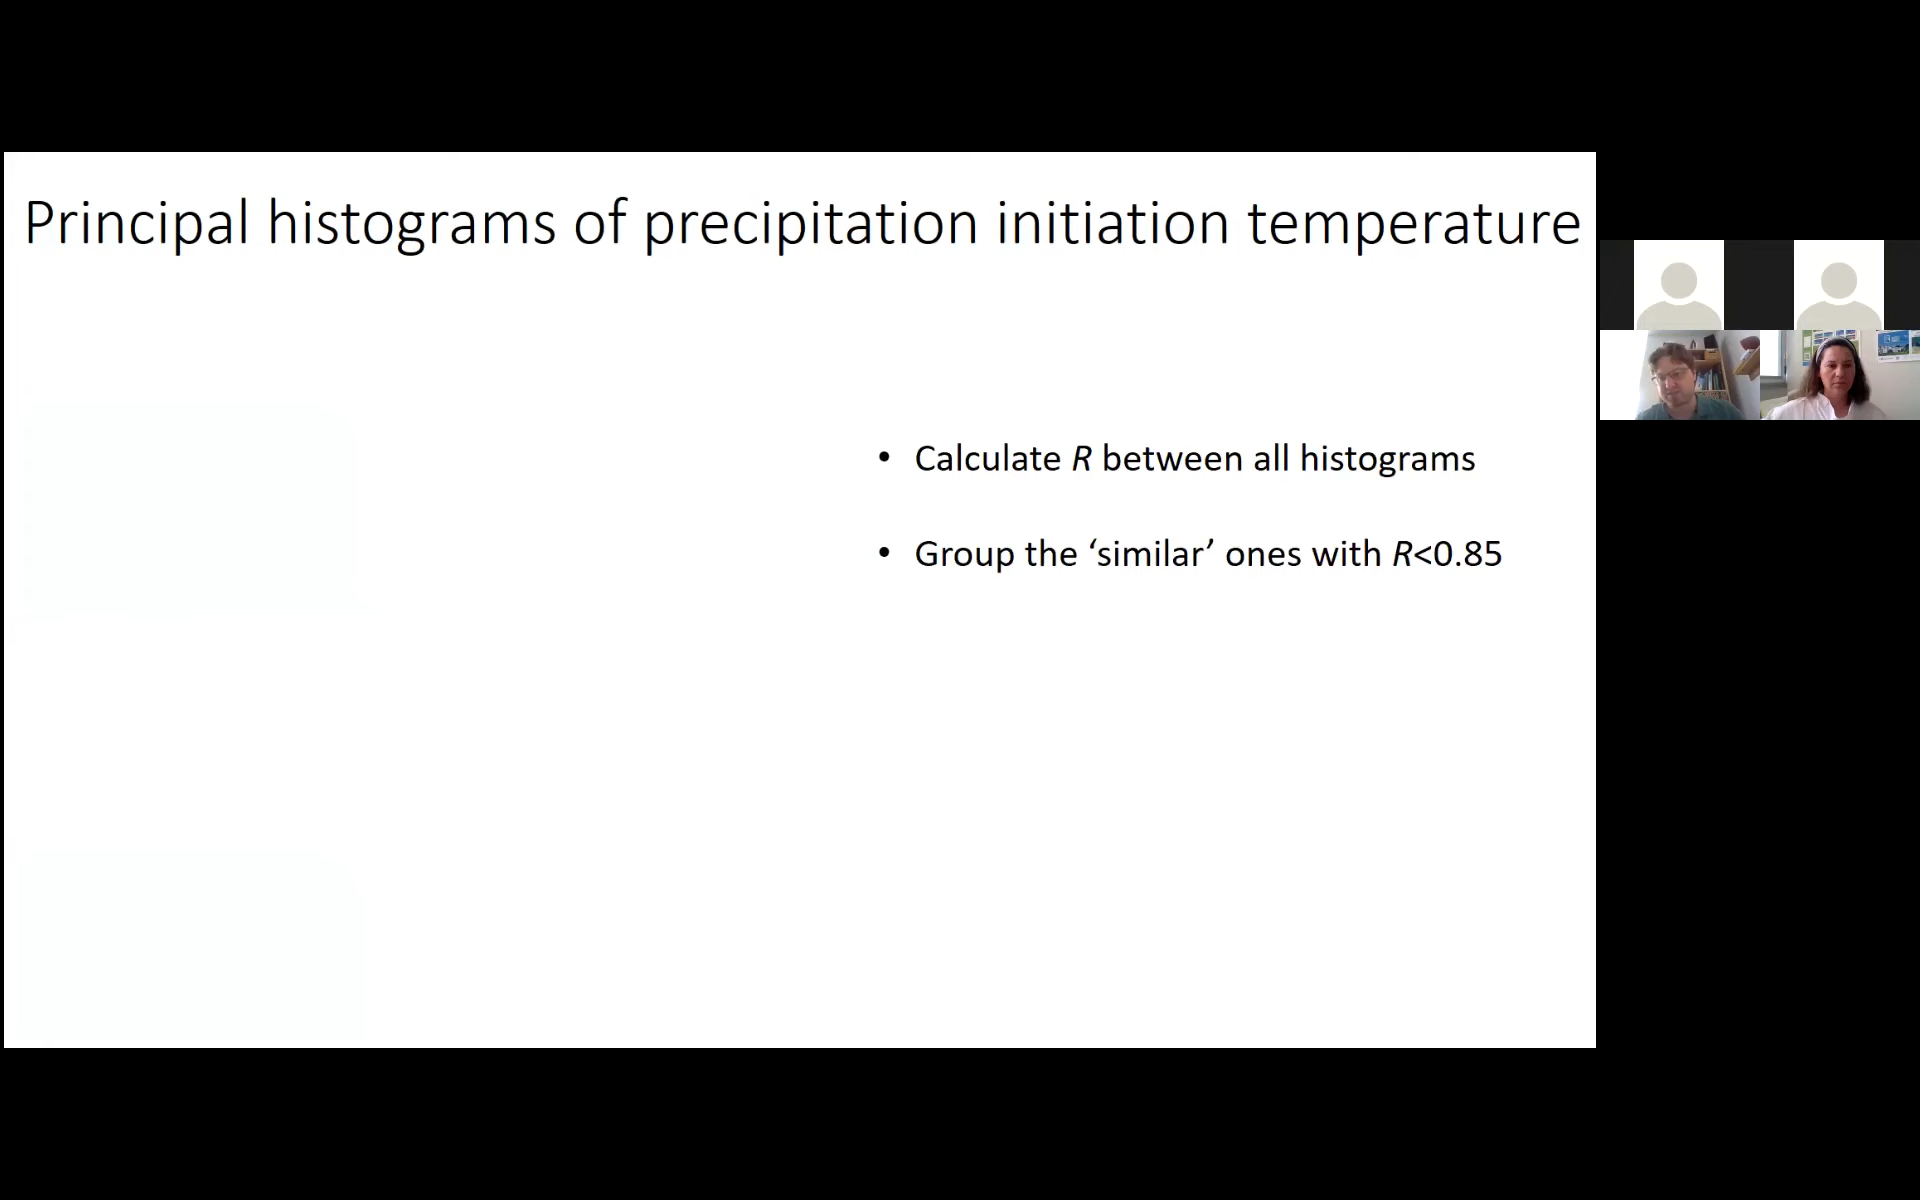 Principal histograms of precipitation initiation temperature
• Calculate R between all histograms
• Group the ‘similar’ ones with R<0.85